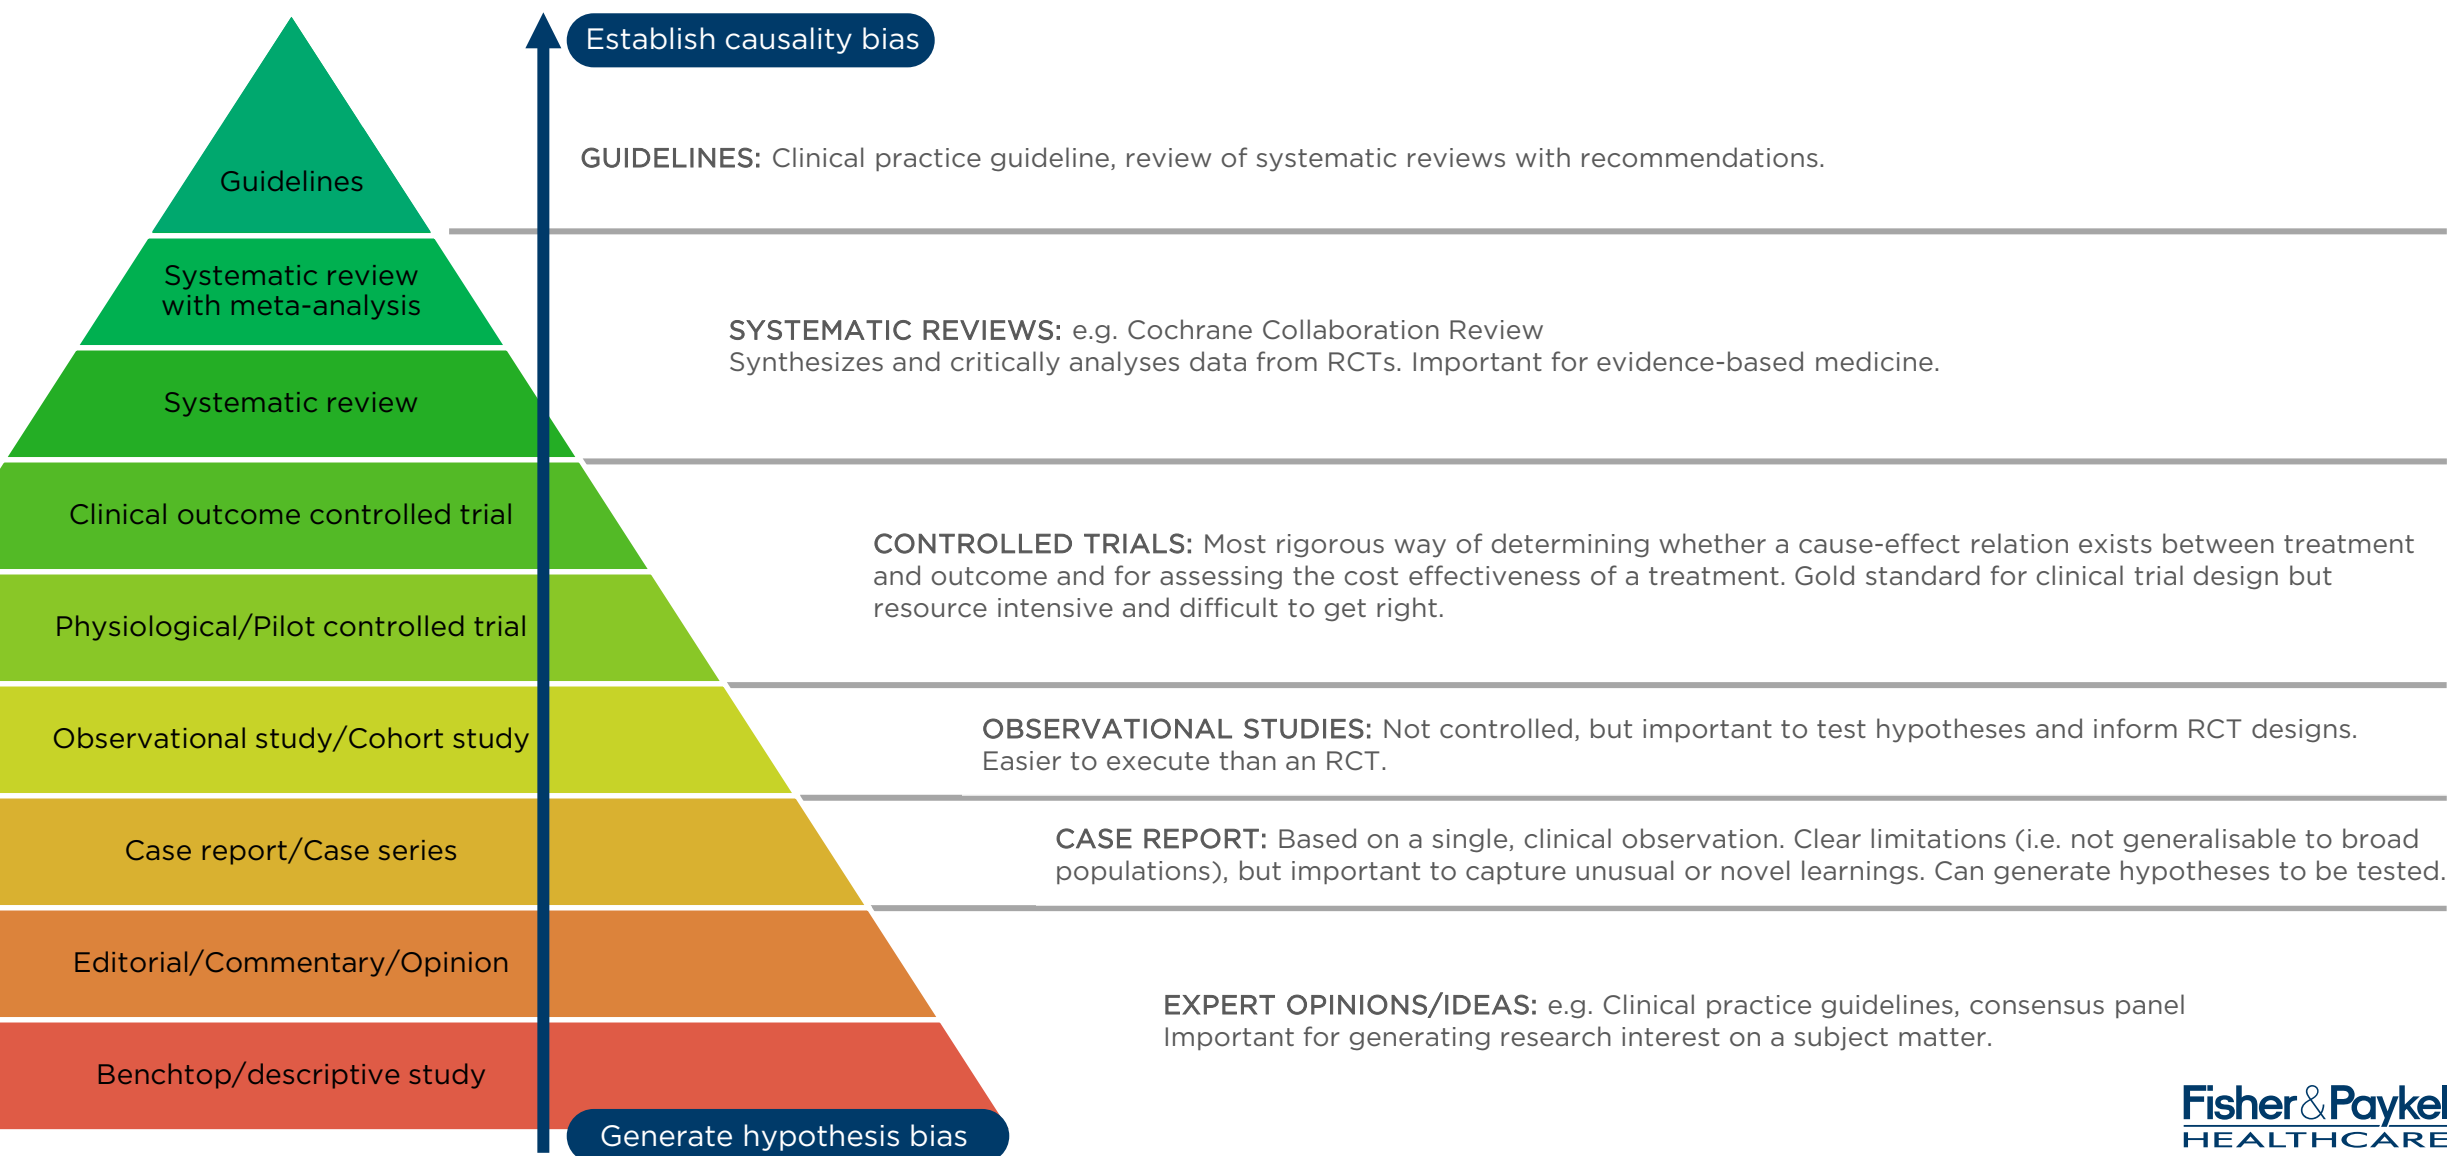 Establish causality bias
Guidelines
GUIDELINES: Clinical practice guideline, review of systematic reviews with recommendations.
Systematic review
with meta-analysis
Systematic review
SYSTEMATIC REVIEWS: e.g. Cochrane Collaboration Review
Synthesizes and critically analyses data from RCTs. Important for evidence-based medicine.
Clinical outcome controlled trial
Physiological/Pilot controlled trial
CONTROLLED TRIALS: Most rigorous way of determining whether a cause-effect relation exists between treatment
and outcome and for assessing the cost effectiveness of a treatment. Gold standard for clinical trial design but
resource intensive and difficult to get right.
Observational study/Cohort study
OBSERVATIONAL STUDIES: Not controlled, but important to test hypotheses and inform RCT designs.
Easier to execute than an RCT.
Case report/Case series
CASE REPORT: Based on a single, clinical observation. Clear limitations (i.e. not generalisable to broad
populations), but important to capture unusual or novel learnings. Can generate hypotheses to be tested.
Editorial/Commentary/Opinion
Benchtop/descriptive study
EXPERT OPINIONS/IDEAS: e.g. Clinical practice guidelines, consensus panel
Important for generating research interest on a subject matter.
Generate hypothesis bias
Fisher&Paykel
HEALTHCARE